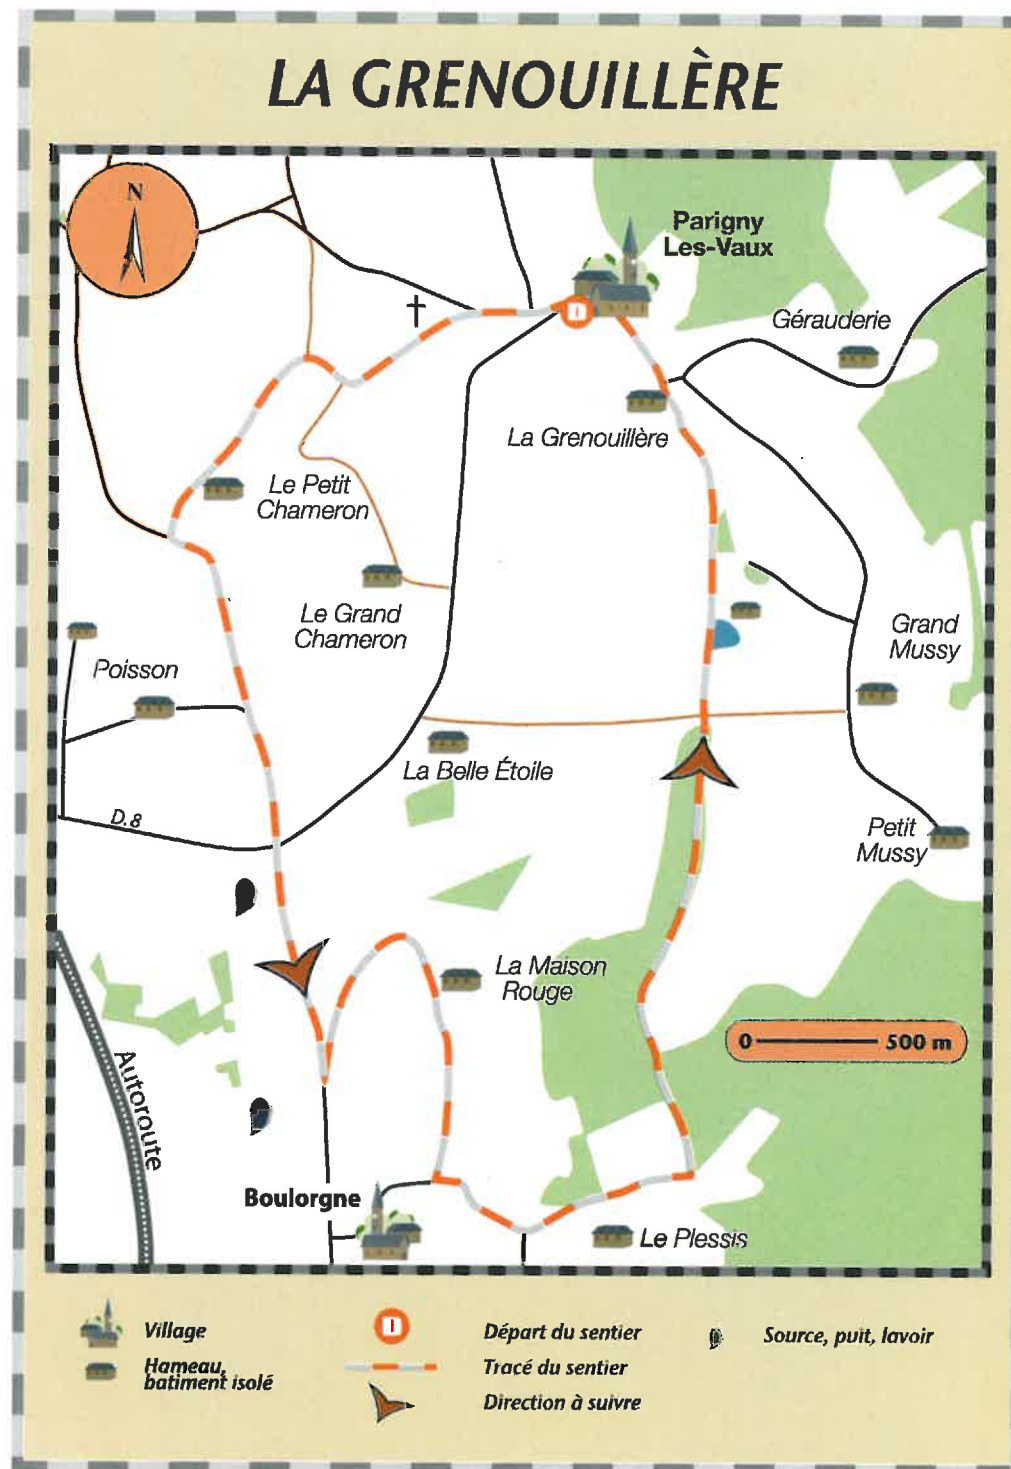 LA GRENOUILLÈRE
N
Parigny
Les-Vaux
Gérauderie
La Grenouillère
Le Petit
Chameron
Le Grand
Chameron
Grand
Mussy
Poisson
La Belle Étoile
D.8
Petit
Mussy
La Maison
Rouge
0 500 m
Autoroute
Boulorgne
Le Plessis
Village
Départ du sentier
Source, puit, lavoir
Hameau,
batiment isolé
Tracé du sentier
Direction à suivre